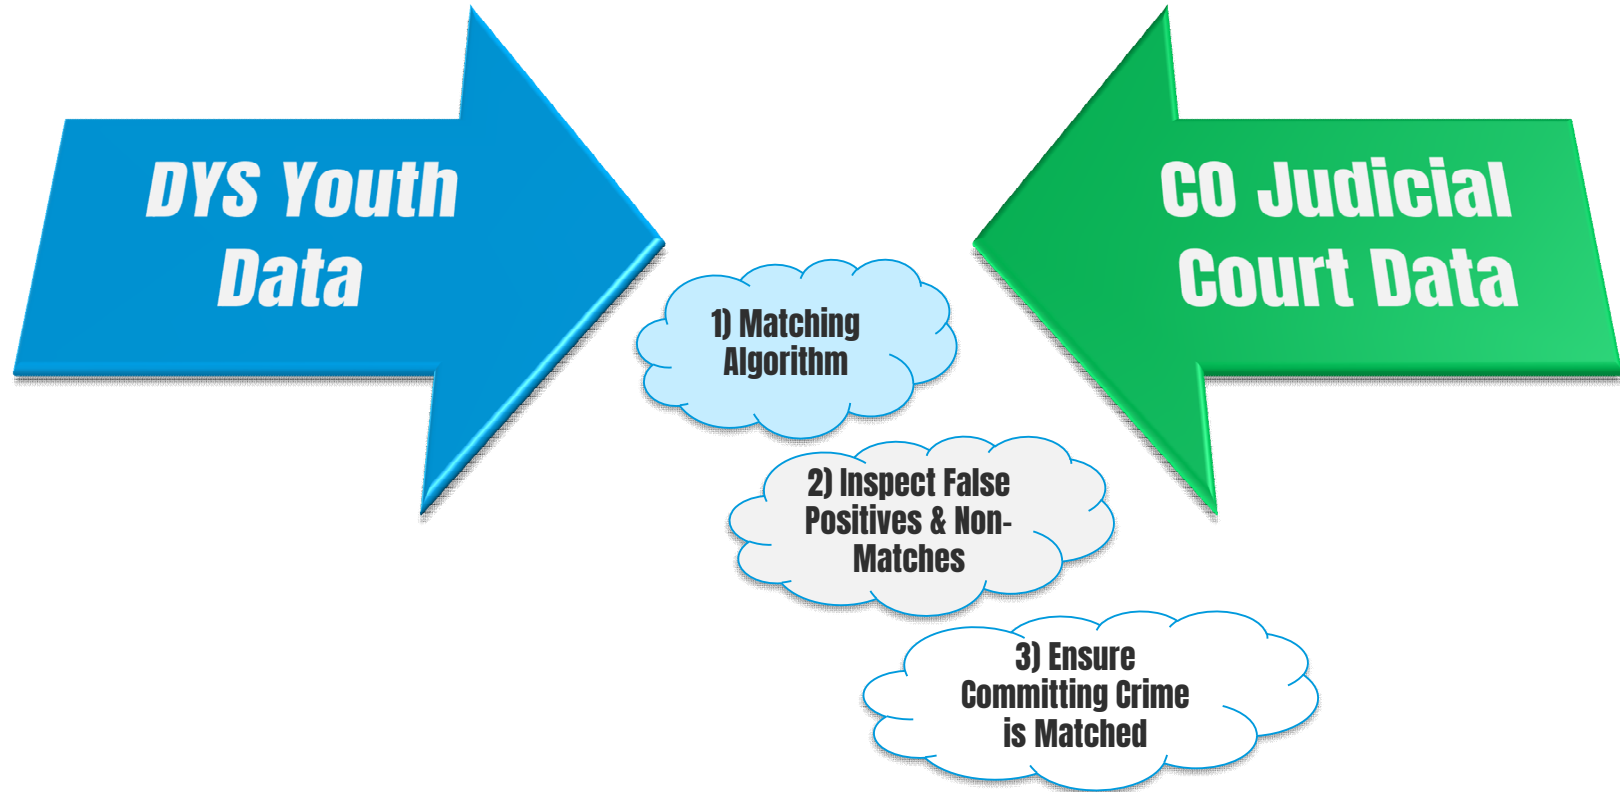 DYS Youth
Data
CO Judicial
Court Data
1) Matching
Algorithm
2) Inspect False
Positives & Non-
Matches
3) Ensure
Committing Crime
is Matched